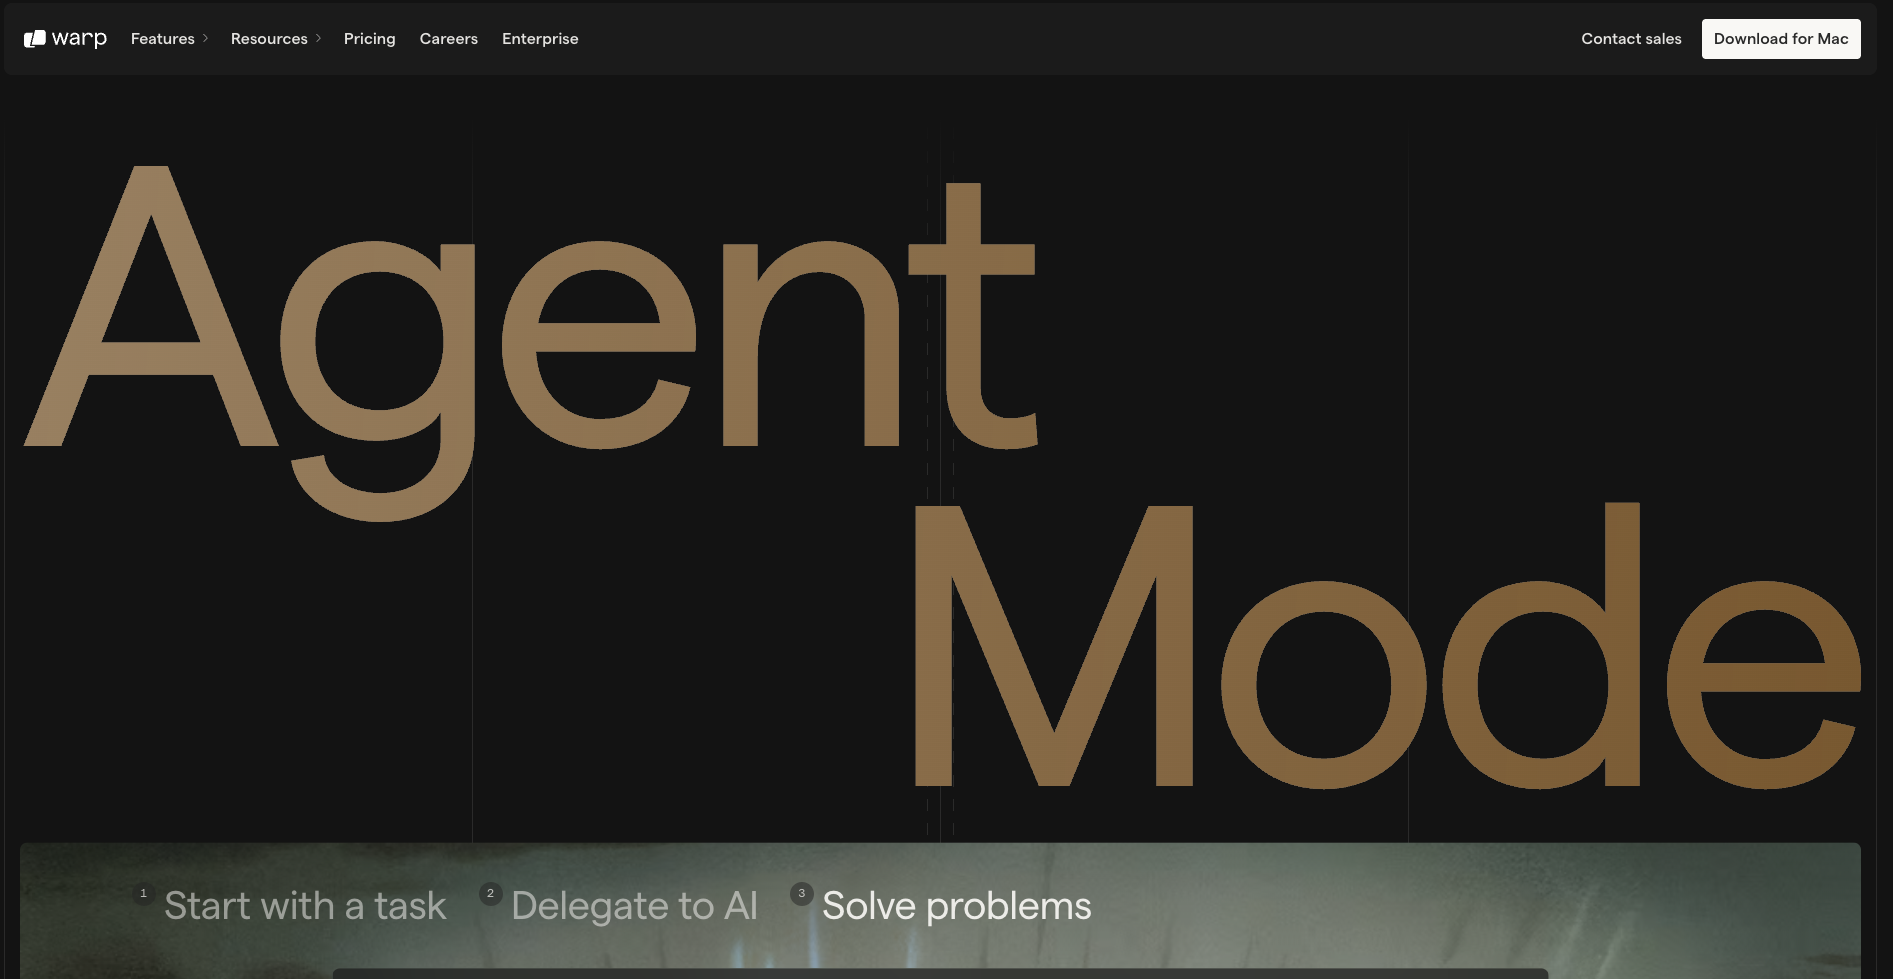 warp Features Resources Pricing Careers Enterprise Contact sales Download for Mac
Agent
Mode
1 Start with a task 2 Delegate to AI 3 Solve problems